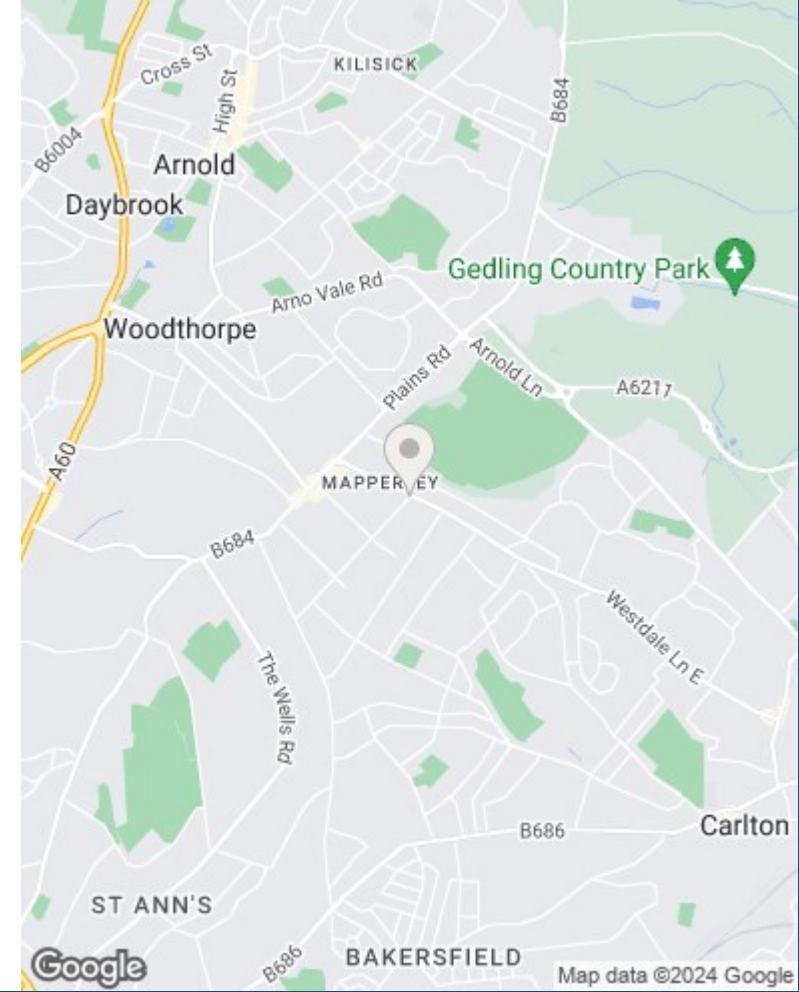 KILISICK
Cross St
High St
B684
B6004
Arnold
Daybrook
Gedling Country Park
Arno Vale Rd
Woodthorpe
Plains Rd
Arnold Ln
A6211
A60
MAPPERLEY
B684
Westdale Ln E
The Wells Rd
B686
Carlton
ST ANN'S
B686
BAKERSFIELD
Google
Map data ©2024 Google